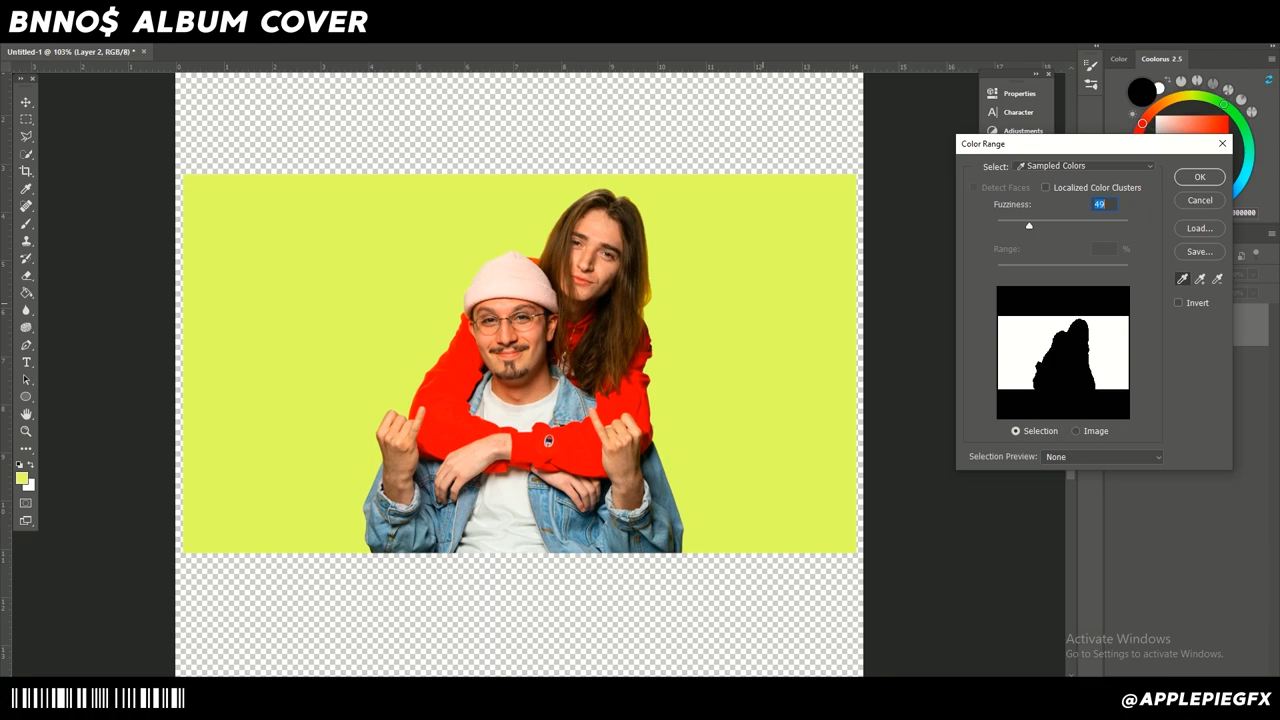 BNNO$ ALBUM COVER
Untitled-1 @ 103% (Layer 2, RGB/8) *
Color
Coolorus 2.5
Properties
Character
Adjustments
Color Range
Select: Sampled Colors
Detect Faces
Localized Color Clusters
Fuzziness: 49
Range: %
OK
Cancel
Load...
Save...
Invert
Selection
Image
Selection Preview: None
000000
Activate Windows
Go to Settings to activate Windows.
@APPLEPIEGFX